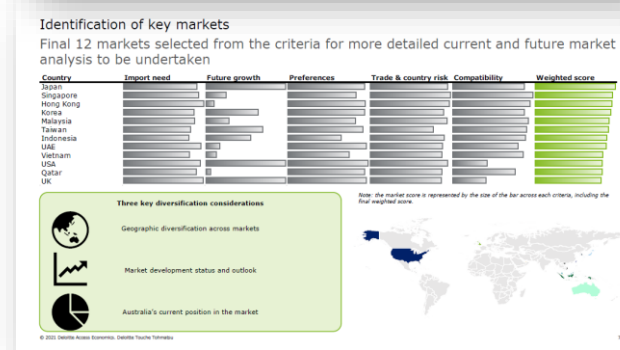 Identification of key markets
Final 12 markets selected from the criteria for more detailed current and future market
analysis to be undertaken
Country Import need Future growth Preferences Trade & country risk Compatibility Weighted score
Japan
Singapore
Hong Kong
Korea
Malaysia
Taiwan
Indonesia
UAE
Vietnam
USA
Qatar
UK
Note: the market score is represented by the size of the bar across each criteria, including the
final weighted score.
Three key diversification considerations
Geographic diversification across markets
Market development status and outlook
Australia's current position in the market
© 2021 Deloitte Access Economics. Deloitte Touche Tohmatsu